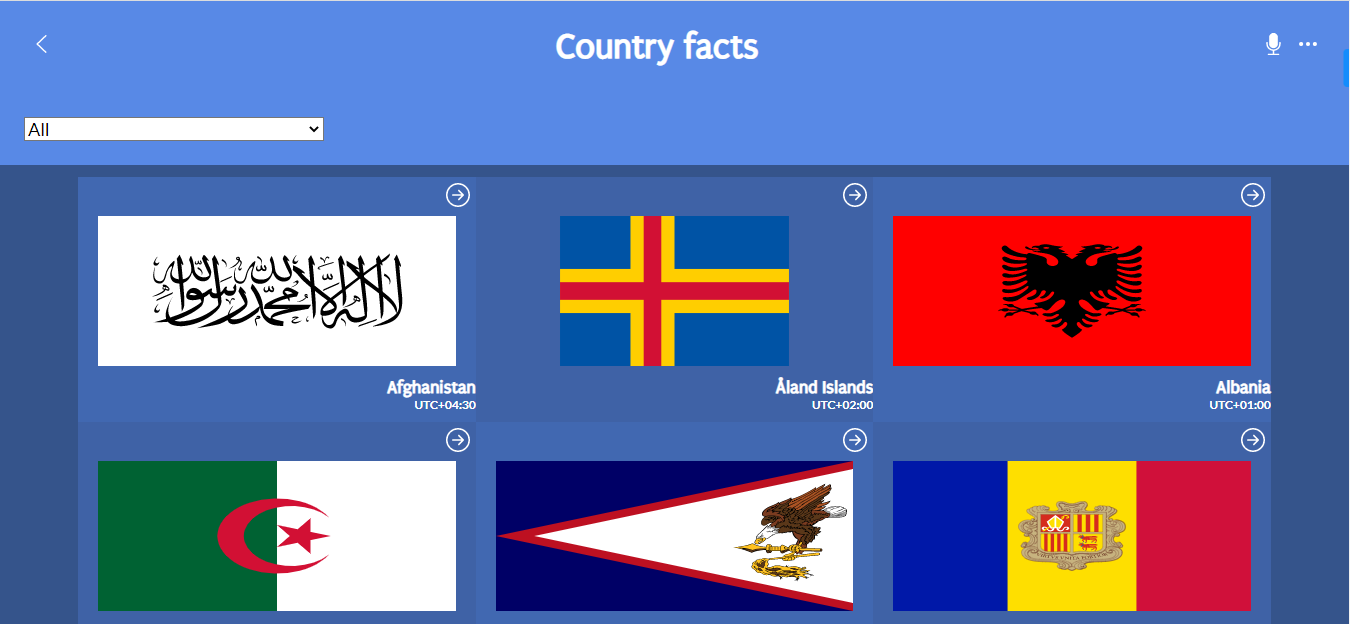 Country facts
All
لا إله إلا الله محمد رسول الله
Afghanistan
UTC+04:30
Åland Islands
UTC+02:00
Albania
UTC+01:00